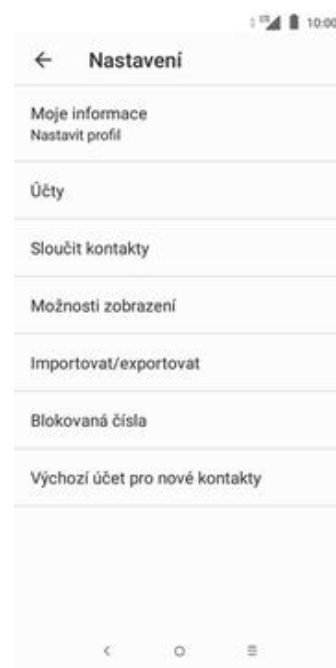 10:00
Nastavení
Moje informace
Nastavit profil
Účty
Sloučit kontakty
Možnosti zobrazení
Importovat/exportovat
Blokovaná čísla
Výchozí účet pro nové kontakty